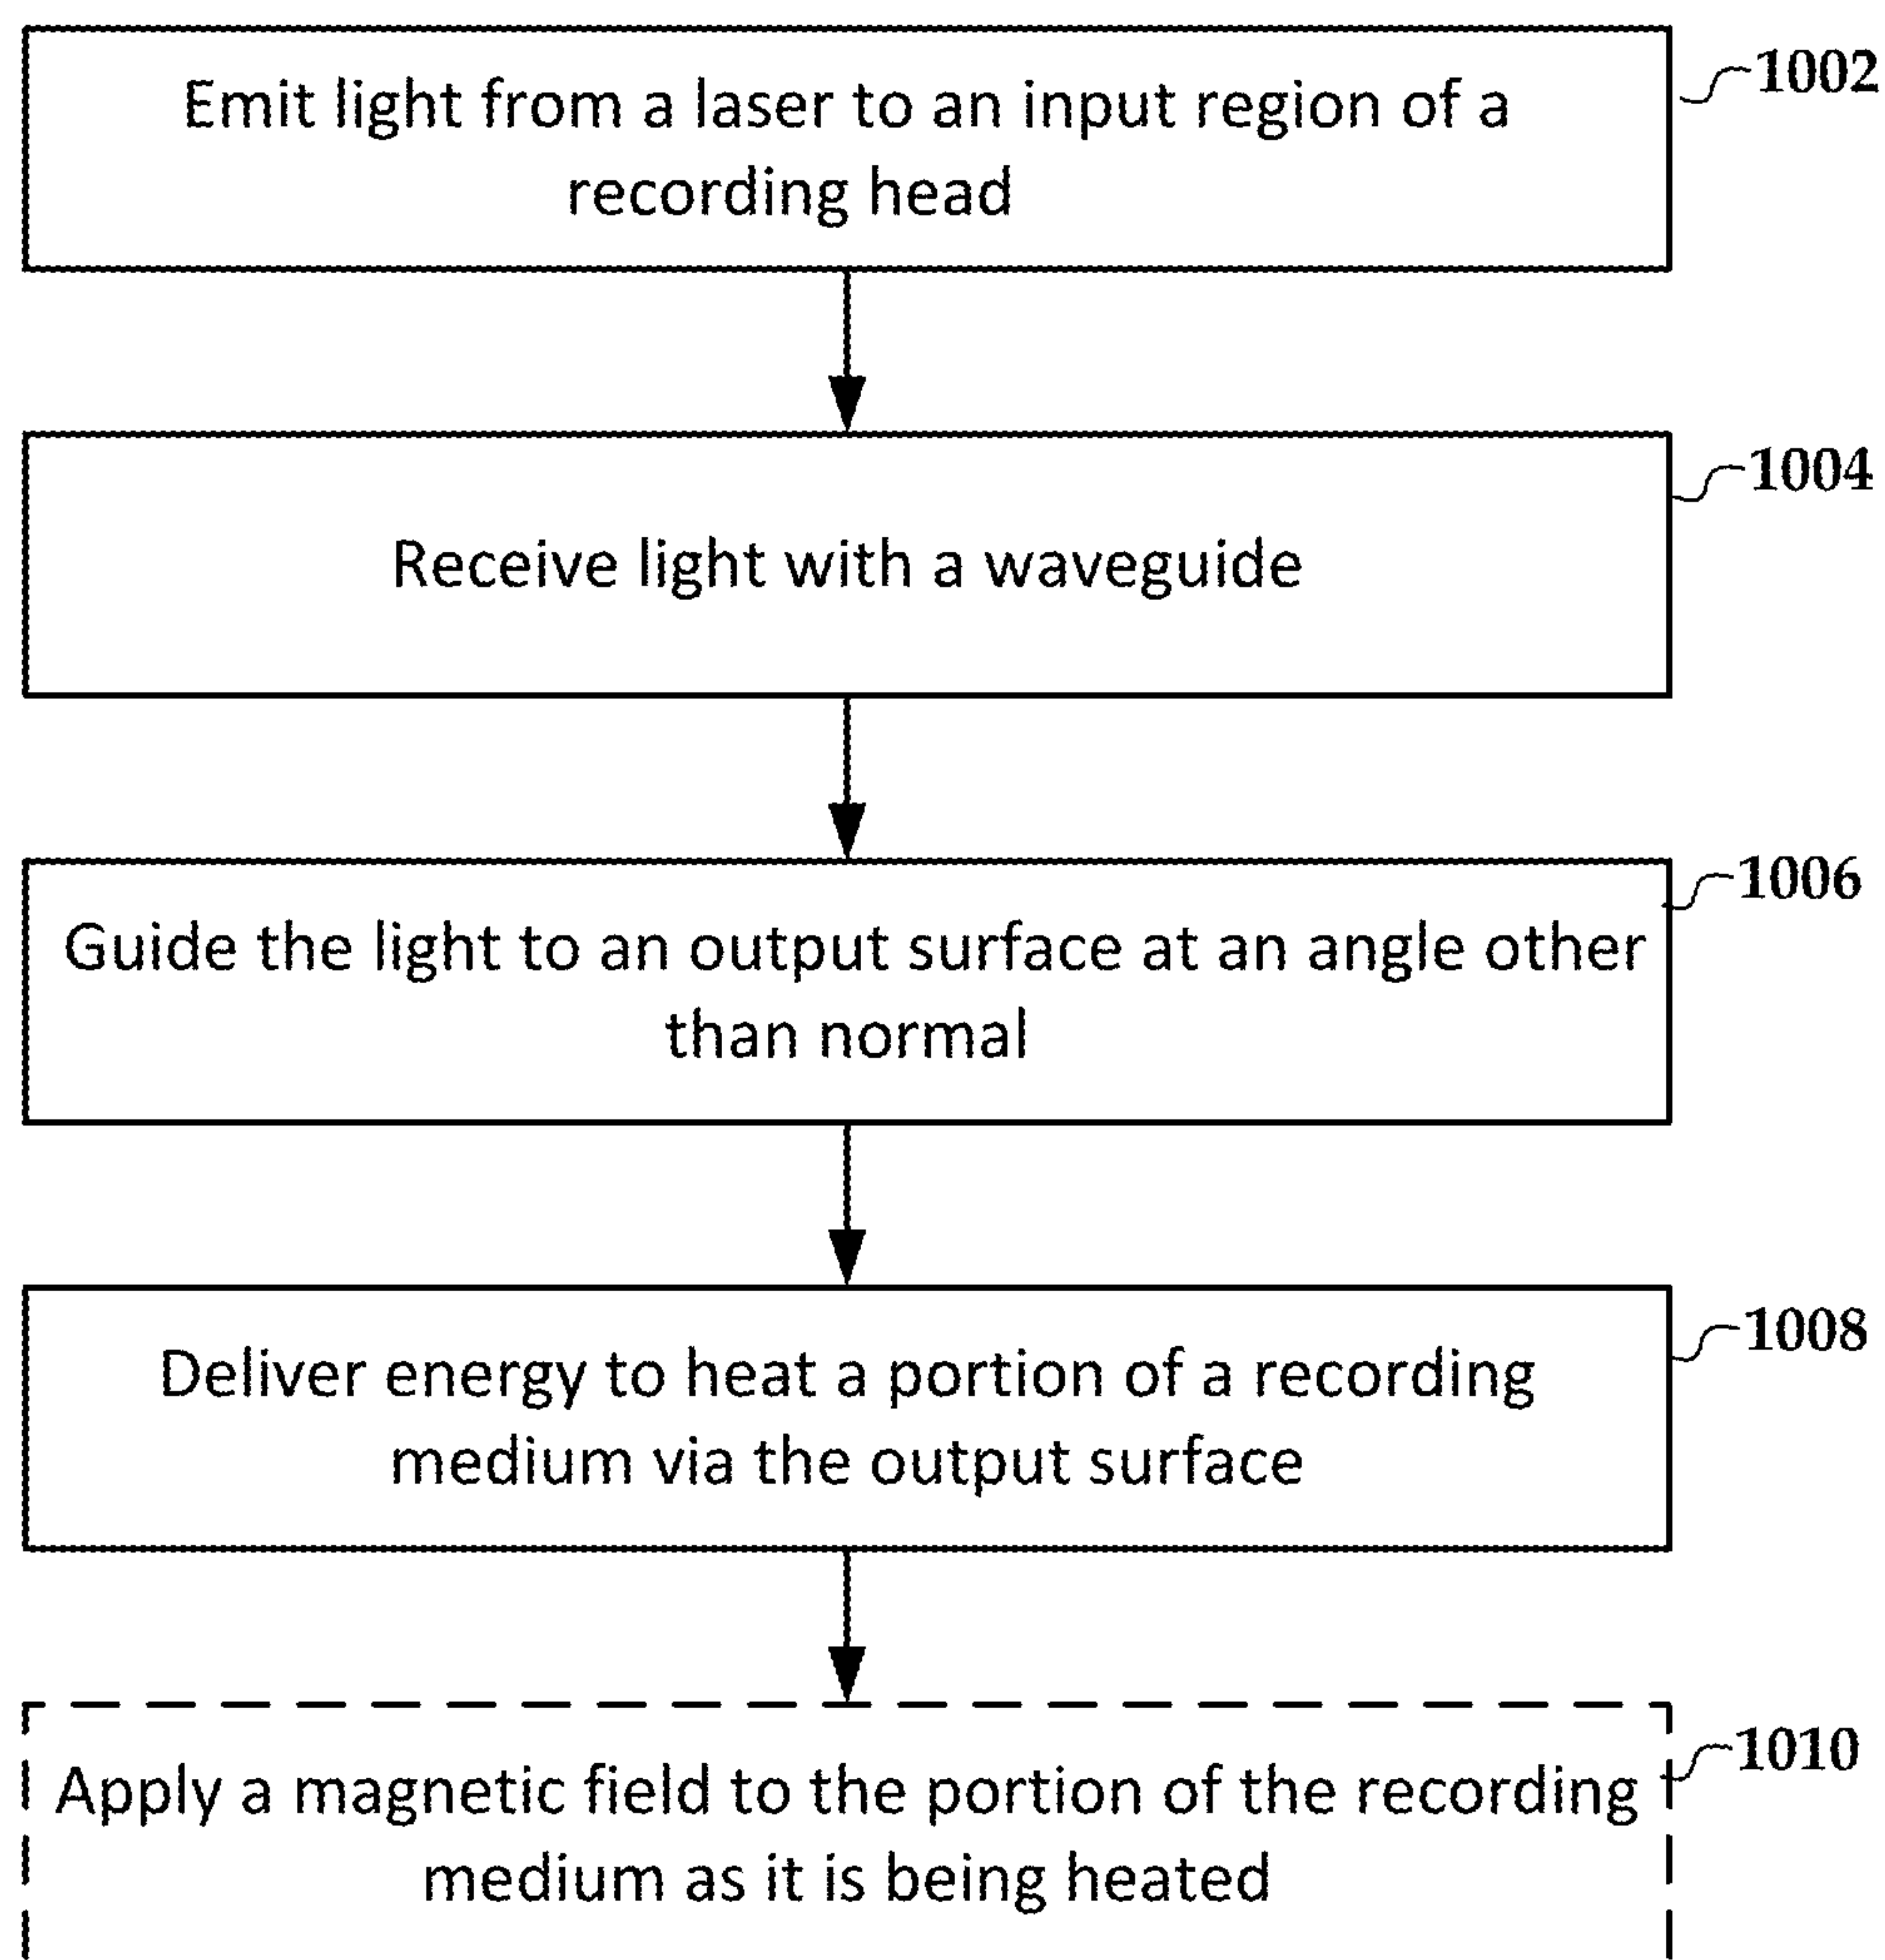 Emit light from a laser to an input region of a
recording head
1002
Receive light with a waveguide
1004
Guide the light to an output surface at an angle other
than normal
1006
Deliver energy to heat a portion of a recording
medium via the output surface
1008
Apply a magnetic field to the portion of the recording
medium as it is being heated
1010